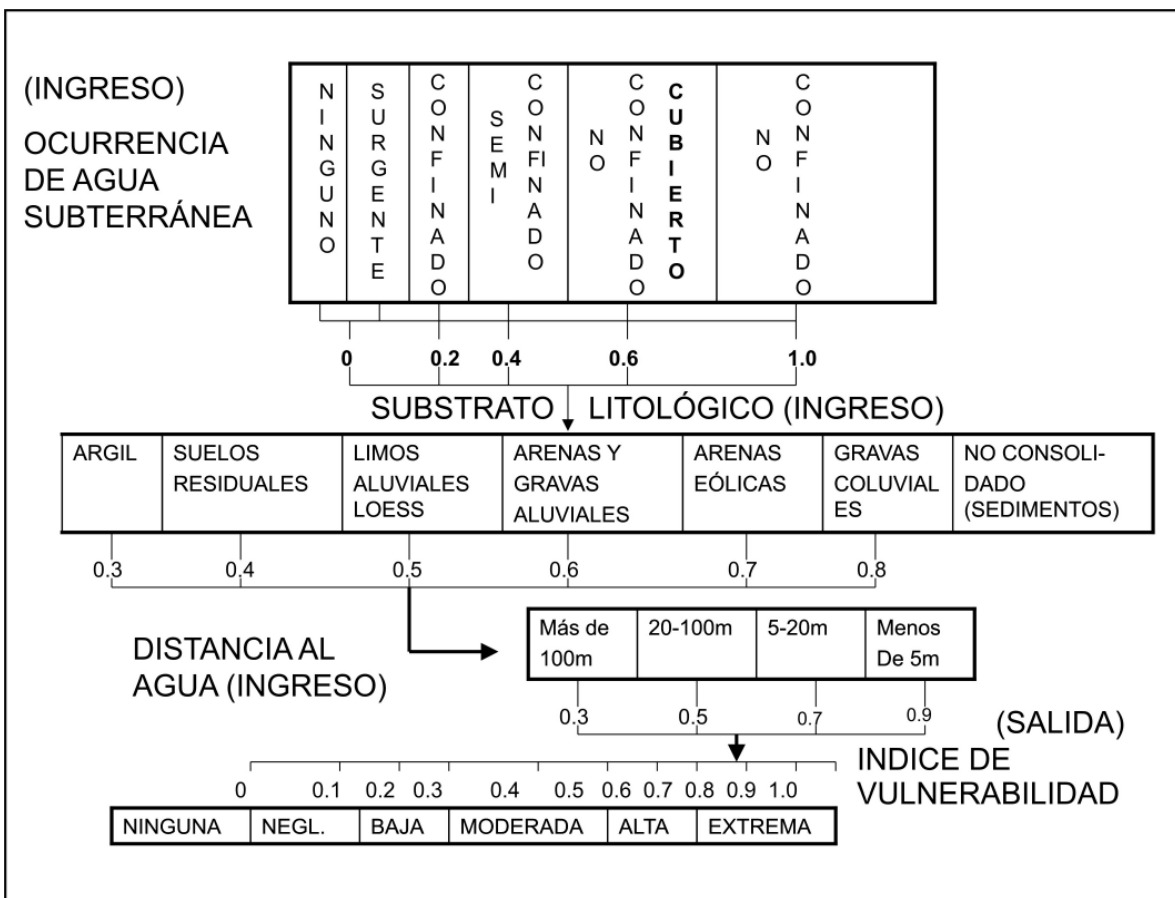 (INGRESO)
OCURRENCIA
DE AGUA
SUBTERRÁNEA
NINGUNO
SURGENTE
CONFINADO
SEMI
CONFINADO
NO
CONFINADO
CUBIERTO
NO
CONFINADO
0 0.2 0.4 0.6 1.0
SUBSTRATO LITOLÓGICO (INGRESO)
ARGIL
SUELOS
RESIDUALES
LIMOS
ALUVIALES
LOESS
ARENAS Y
GRAVAS
ALUVIALES
ARENAS
EÓLICAS
GRAVAS
COLUVIAL
ES
NO CONSOLI-
DADO
(SEDIMENTOS)
0.3 0.4 0.5 0.6 0.7 0.8
DISTANCIA AL
AGUA (INGRESO)
Más de
100m
20-100m
5-20m
Menos
De 5m
0.3 0.5 0.7 0.9
(SALIDA)
INDICE DE
VULNERABILIDAD
0 0.1 0.2 0.3 0.4 0.5 0.6 0.7 0.8 0.9 1.0
NINGUNA NEGL. BAJA MODERADA ALTA EXTREMA